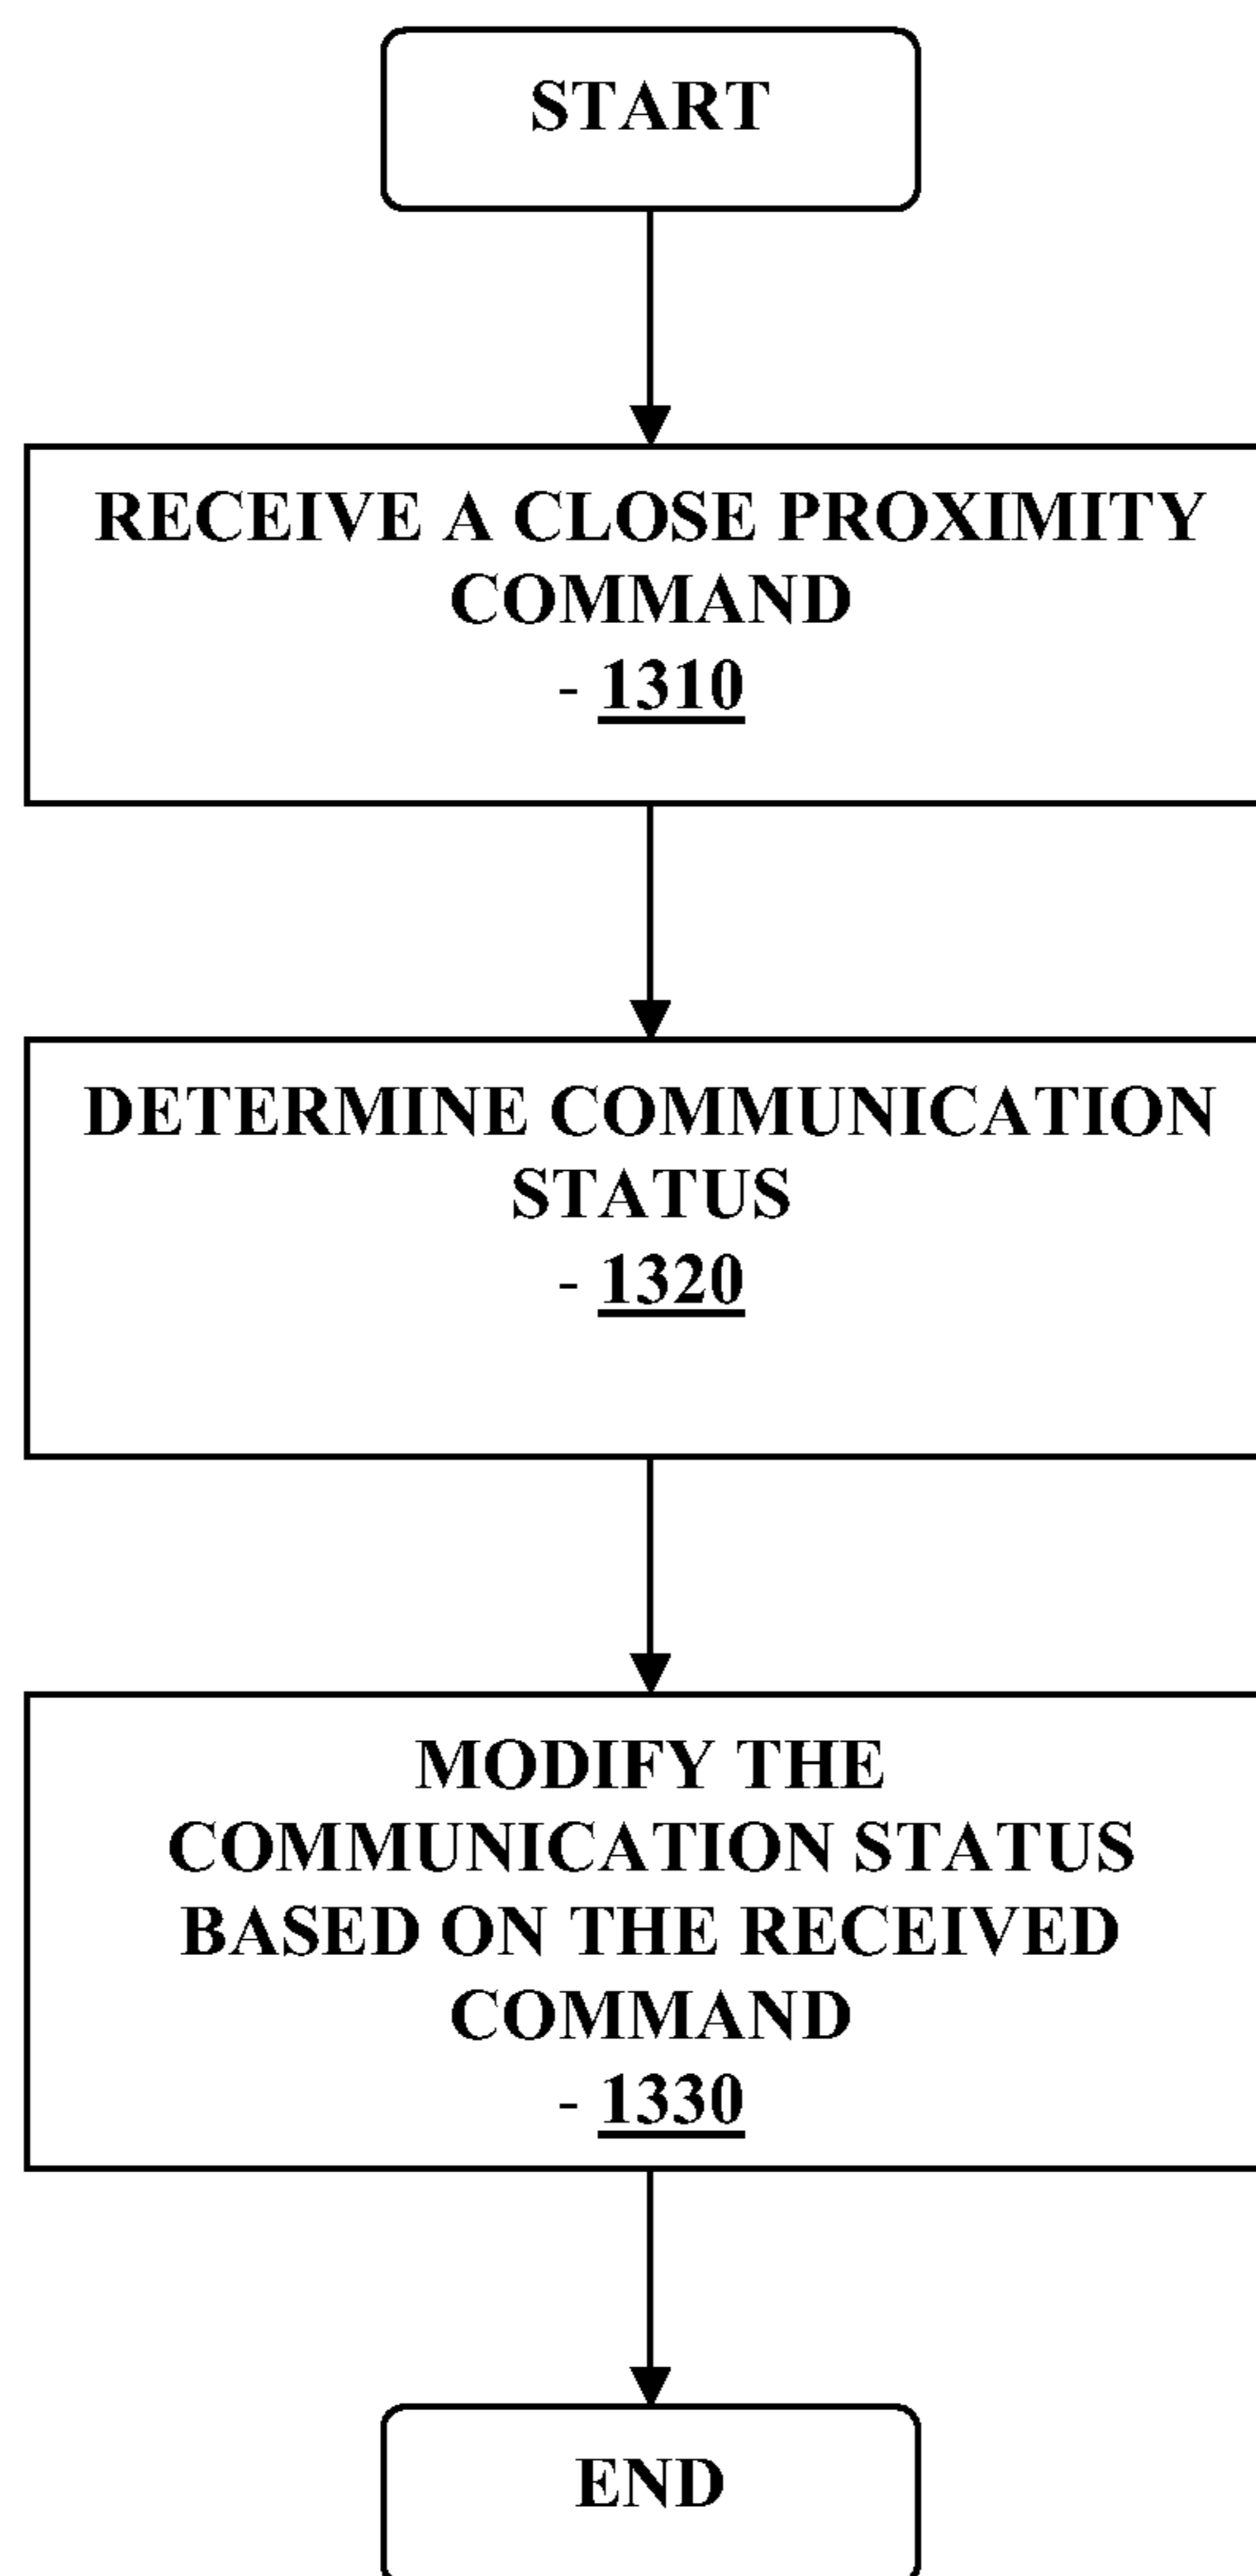 START
RECEIVE A CLOSE PROXIMITY
COMMAND
- 1310
DETERMINE COMMUNICATION
STATUS
- 1320
MODIFY THE
COMMUNICATION STATUS
BASED ON THE RECEIVED
COMMAND
- 1330
END